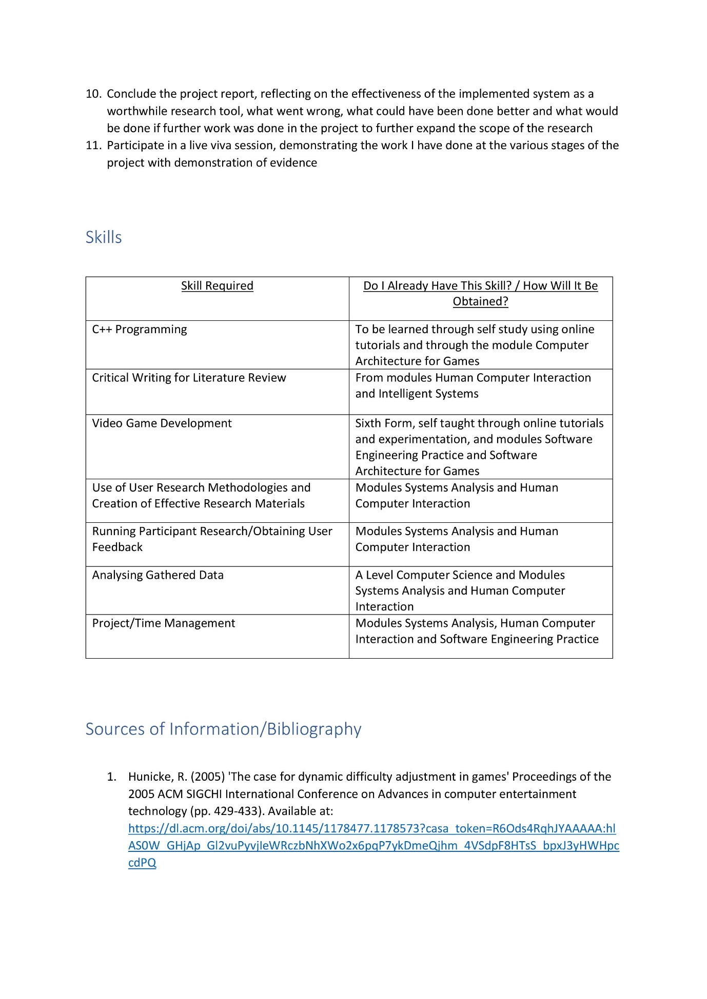 10. Conclude the project report, reflecting on the effectiveness of the implemented system as a
worthwhile research tool, what went wrong, what could have been done better and what would
be done if further work was done in the project to further expand the scope of the research
11. Participate in a live viva session, demonstrating the work I have done at the various stages of the
project with demonstration of evidence
Skills
Skill Required
Do I Already Have This Skill? / How Will It Be
Obtained?
C++ Programming
To be learned through self study using online
tutorials and through the module Computer
Architecture for Games
Critical Writing for Literature Review
From modules Human Computer Interaction
and Intelligent Systems
Video Game Development
Sixth Form, self taught through online tutorials
and experimentation, and modules Software
Engineering Practice and Software
Architecture for Games
Use of User Research Methodologies and
Creation of Effective Research Materials
Modules Systems Analysis and Human
Computer Interaction
Running Participant Research/Obtaining User
Feedback
Modules Systems Analysis and Human
Computer Interaction
Analysing Gathered Data
A Level Computer Science and Modules
Systems Analysis and Human Computer
Interaction
Project/Time Management
Modules Systems Analysis, Human Computer
Interaction and Software Engineering Practice
Sources of Information/Bibliography
1. Hunicke, R. (2005) 'The case for dynamic difficulty adjustment in games' Proceedings of the
2005 ACM SIGCHI International Conference on Advances in computer entertainment
technology (pp. 429-433). Available at:
https://dl.acm.org/doi/abs/10.1145/1178477.1178573?casa_token=R6Ods4RqhJYAAAAA:hl
AS0W_GHjAp_Gl2vuPyvjIeWRczbNhXWo2x6pqP7ykDmeQjhm_4VSdpF8HTsS_bpxJ3yHWHpc
cdPQ